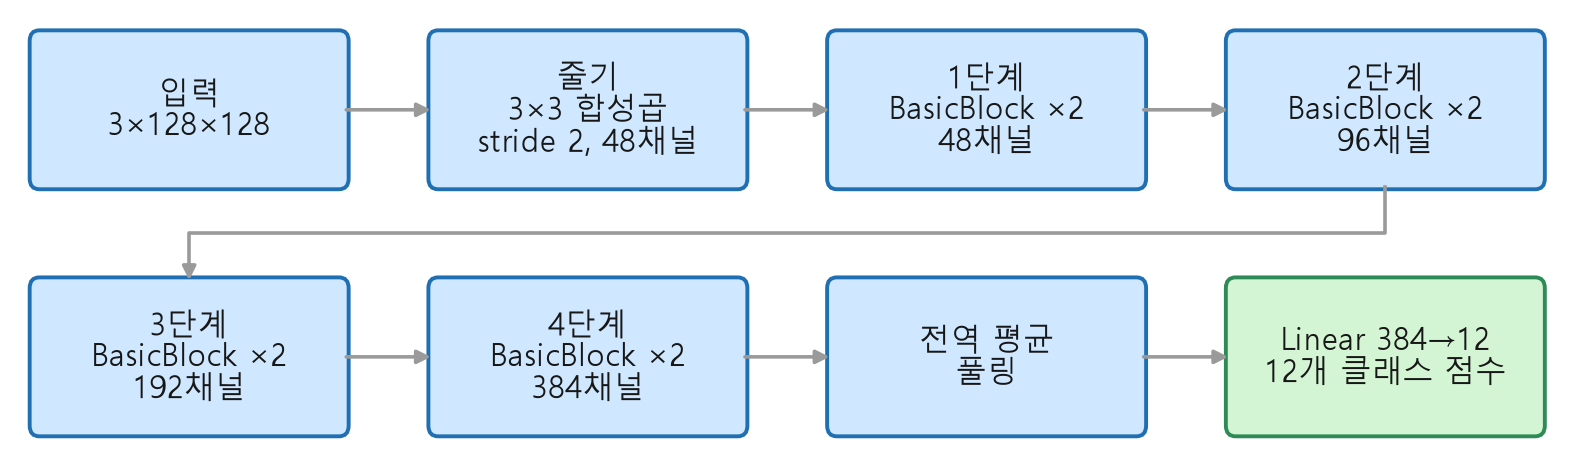 입력
3×128×128
줄기
3×3 합성곱
stride 2, 48채널
1단계
BasicBlock ×2
48채널
2단계
BasicBlock ×2
96채널
3단계
BasicBlock ×2
192채널
4단계
BasicBlock ×2
384채널
전역 평균
풀링
Linear 384→12
12개 클래스 점수